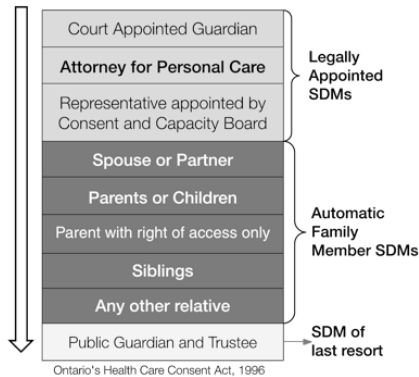 Court Appointed Guardian
Attorney for Personal Care
Representative appointed by
Consent and Capacity Board
Legally
Appointed
SDMs
Spouse or Partner
Parents or Children
Parent with right of access only
Siblings
Any other relative
Automatic
Family
Member SDMs
Public Guardian and Trustee
SDM of
last resort
Ontario's Health Care Consent Act, 1996